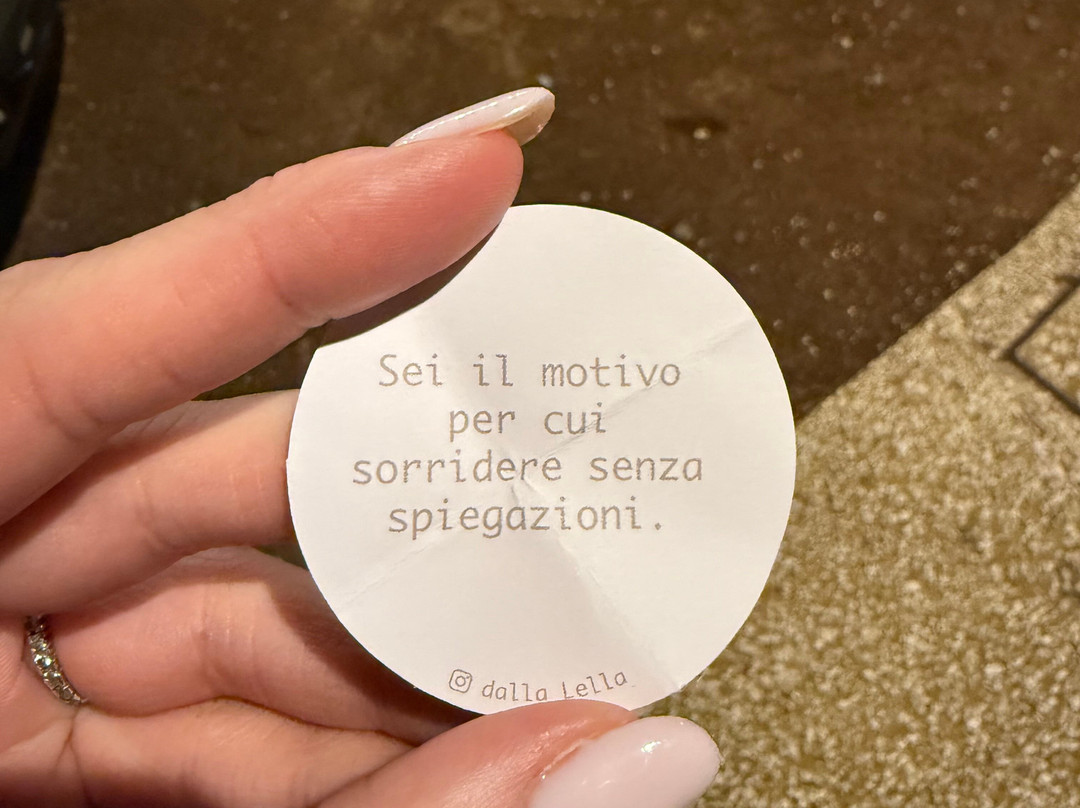 Sei il motivo
per cui
sorridere senza
spiegazioni.
dalla Lella